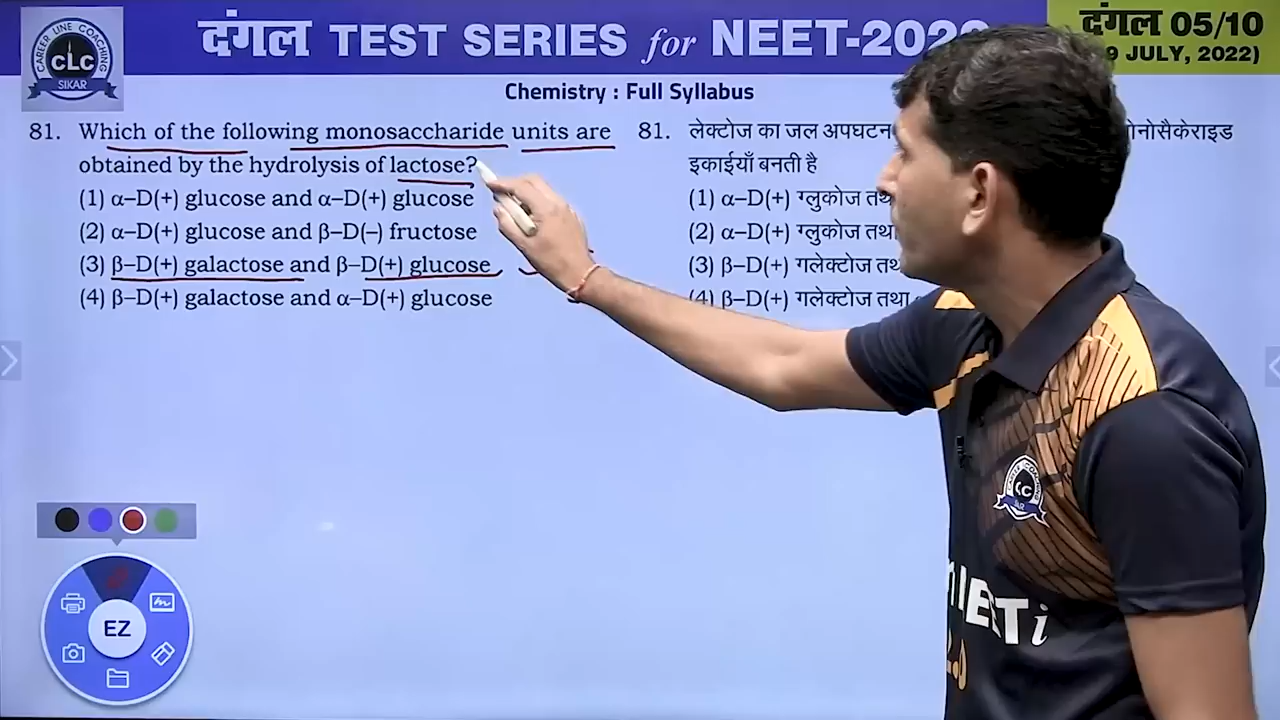 दंगल TEST SERIES for NEET-202
दंगल 05/10
9 JULY, 2022)
CAREER LINE COACHING
CLC
SIKAR
Chemistry : Full Syllabus
81. Which of the following monosaccharide units are
obtained by the hydrolysis of lactose?
(1) α–D(+) glucose and α–D(+) glucose
(2) α–D(+) glucose and β–D(–) fructose
(3) β–D(+) galactose and β–D(+) glucose
(4) β–D(+) galactose and α–D(+) glucose
81. लेक्टोज का जल अपघटन
इकाईयाँ बनती है
(1) α–D(+) ग्लुकोज
(2) α–D(+) ग्लुकोज तथा
(3) β–D(+) गलेक्टोज
(4) β–D(+) गलेक्टोज तथा
EZ